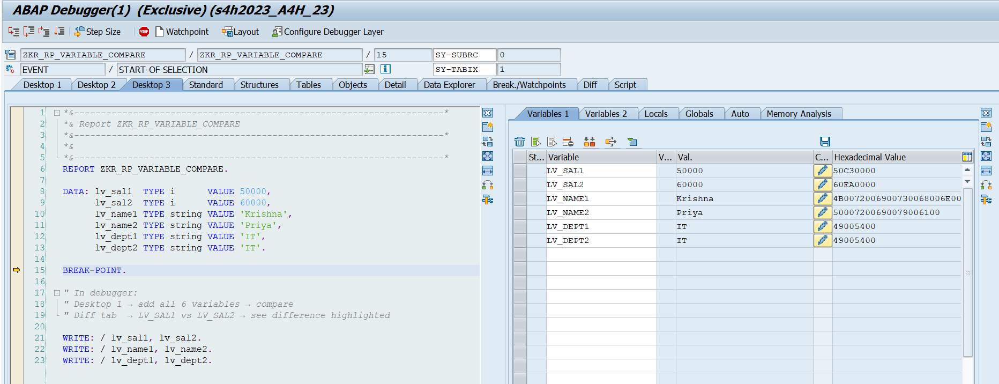 ABAP Debugger(1)  (Exclusive) (s4h2023_A4H_23)
Step Size STOP Watchpoint Layout Configure Debugger Layer
ZKR_RP_VARIABLE_COMPARE / ZKR_RP_VARIABLE_COMPARE / 15 SY-SUBRC 0
EVENT / START-OF-SELECTION SY-TABIX 1
Desktop 1 Desktop 2 Desktop 3 Standard Structures Tables Objects Detail Data Explorer Break./Watchpoints Diff Script
1 *&---------------------------------------------------------------------*
2 *& Report ZKR_RP_VARIABLE_COMPARE
3 *&---------------------------------------------------------------------*
4 *&
5 *&---------------------------------------------------------------------*
6 REPORT ZKR_RP_VARIABLE_COMPARE.
7
8 DATA: lv_sal1  TYPE i      VALUE 50000,
9       lv_sal2  TYPE i      VALUE 60000,
10       lv_name1 TYPE string VALUE 'Krishna',
11       lv_name2 TYPE string VALUE 'Priya',
12       lv_dept1 TYPE string VALUE 'IT',
13       lv_dept2 TYPE string VALUE 'IT'.
14
15 BREAK-POINT.
16
17 " In debugger:
18 " Desktop 1 → add all 6 variables → compare
19 " Diff tab  → LV_SAL1 vs LV_SAL2 → see difference highlighted
20
21 WRITE: / lv_sal1, lv_sal2.
22 WRITE: / lv_name1, lv_name2.
23 WRITE: / lv_dept1, lv_dept2.
Variables 1 Variables 2 Locals Globals Auto Memory Analysis
St... Variable V... Val. C... Hexadecimal Value
LV_SAL1 50000 50C30000
LV_SAL2 60000 60EA0000
LV_NAME1 Krishna 4B0072006900730068006E00
LV_NAME2 Priya 50007200690079006100
LV_DEPT1 IT 49005400
LV_DEPT2 IT 49005400